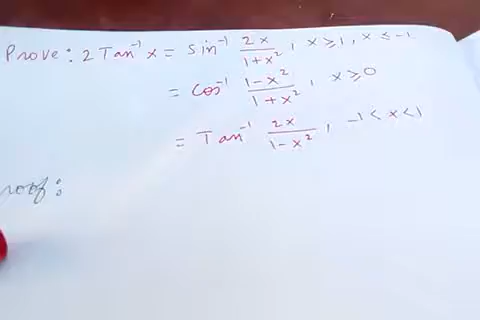 Prove: 2 Tan⁻¹ x = Sin⁻¹ 2x/1+x², x ≥ 1, x ≤ -1
= Cos⁻¹ 1-x²/1+x², x ≥ 0
= Tan⁻¹ 2x/1-x², -1 < x < 1
roof: